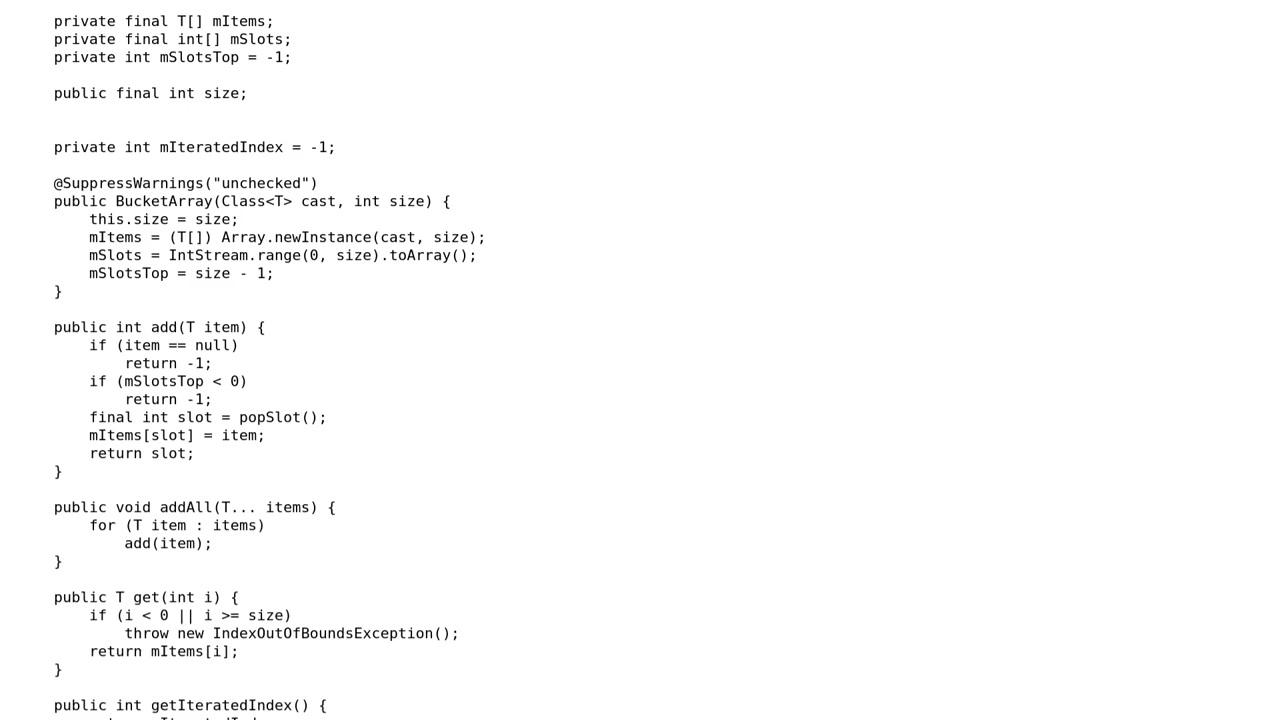 private final T[] mItems;
private final int[] mSlots;
private int mSlotsTop = -1;
public final int size;
private int mIteratedIndex = -1;
@SuppressWarnings("unchecked")
public BucketArray(Class<T> cast, int size) {
this.size = size;
mItems = (T[]) Array.newInstance(cast, size);
mSlots = IntStream.range(0, size).toArray();
mSlotsTop = size - 1;
}
public int add(T item) {
if (item == null)
return -1;
if (mSlotsTop < 0)
return -1;
final int slot = popSlot();
mItems[slot] = item;
return slot;
}
public void addAll(T... items) {
for (T item : items)
add(item);
}
public T get(int i) {
if (i < 0 || i >= size)
throw new IndexOutOfBoundsException();
return mItems[i];
}
public int getIteratedIndex() {